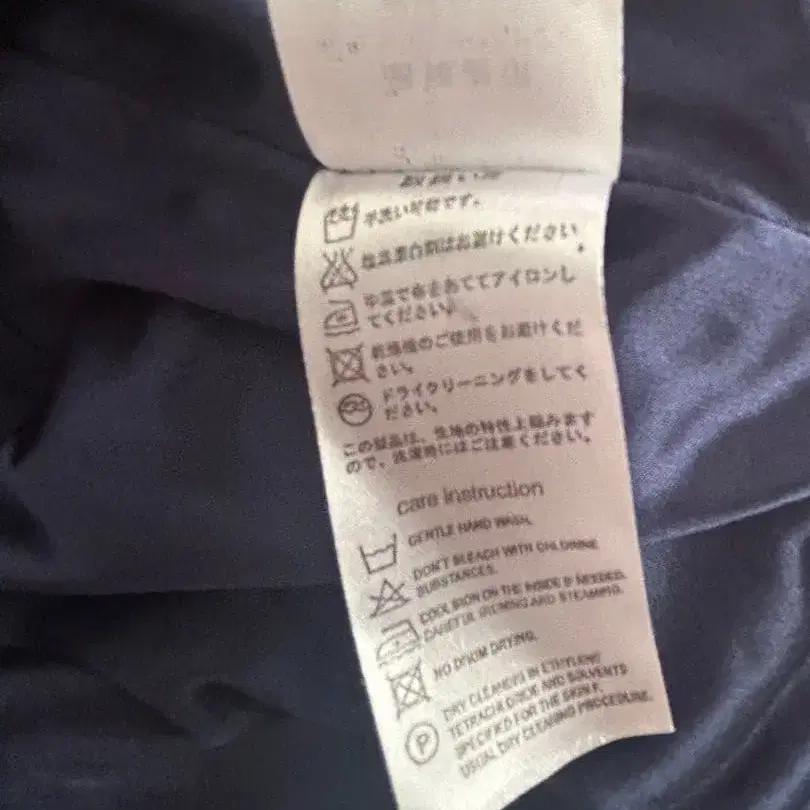 手洗い可能です。
塩素漂白剤はお避けください。
中温で布をあててアイロンし
てください。
乾燥機のご使用をお避けくだ
さい。
ドライクリーニングをしてく
ださい。
この製品は、生地の特性上縮みます
ので、洗濯時にはご注意ください。
care instruction
GENTLE HAND WASH.
DON'T BLEACH WITH CHLORINE
SUBSTANCES.
COOL IRON ON THE INSIDE IF NEEDED.
CAREFUL IRONING AND STEAMING.
NO DRUM DRYING.
DRY CLEANING IN ETHYLENE
TETRACHLORIDE AND SOLVENTS
SPECIFIED FOR THE SIGN F.
USUAL DRY CLEANING PROCEDURE.
P